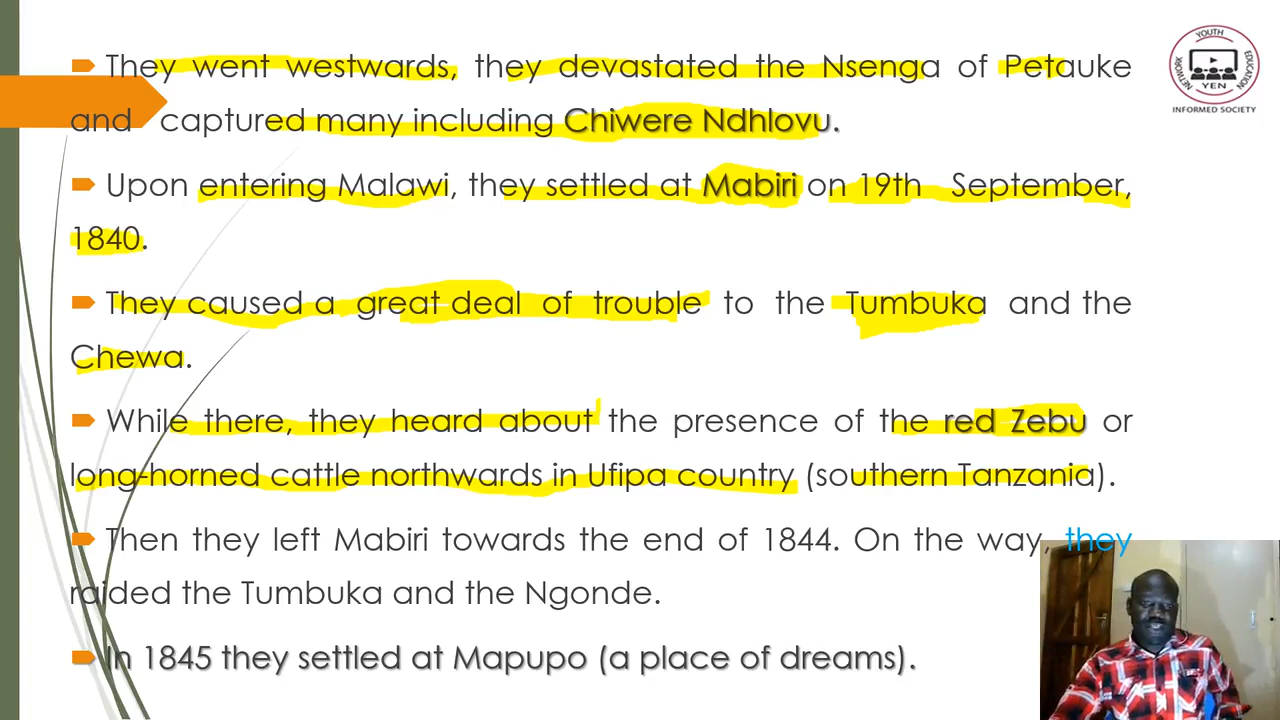 They went westwards, they devastated the Nsenga of Petauke
and captured many including Chiwere Ndhlovu.
Upon entering Malawi, they settled at Mabiri on 19th September,
1840.
They caused a great deal of trouble to the Tumbuka and the
Chewa.
While there, they heard about the presence of the red Zebu or
long-horned cattle northwards in Ufipa country (southern Tanzania).
Then they left Mabiri towards the end of 1844. On the way, they
raided the Tumbuka and the Ngonde.
In 1845 they settled at Mapupo (a place of dreams).
YOUTH
EDUCATION
NETWORK
YEN
INFORMED SOCIETY